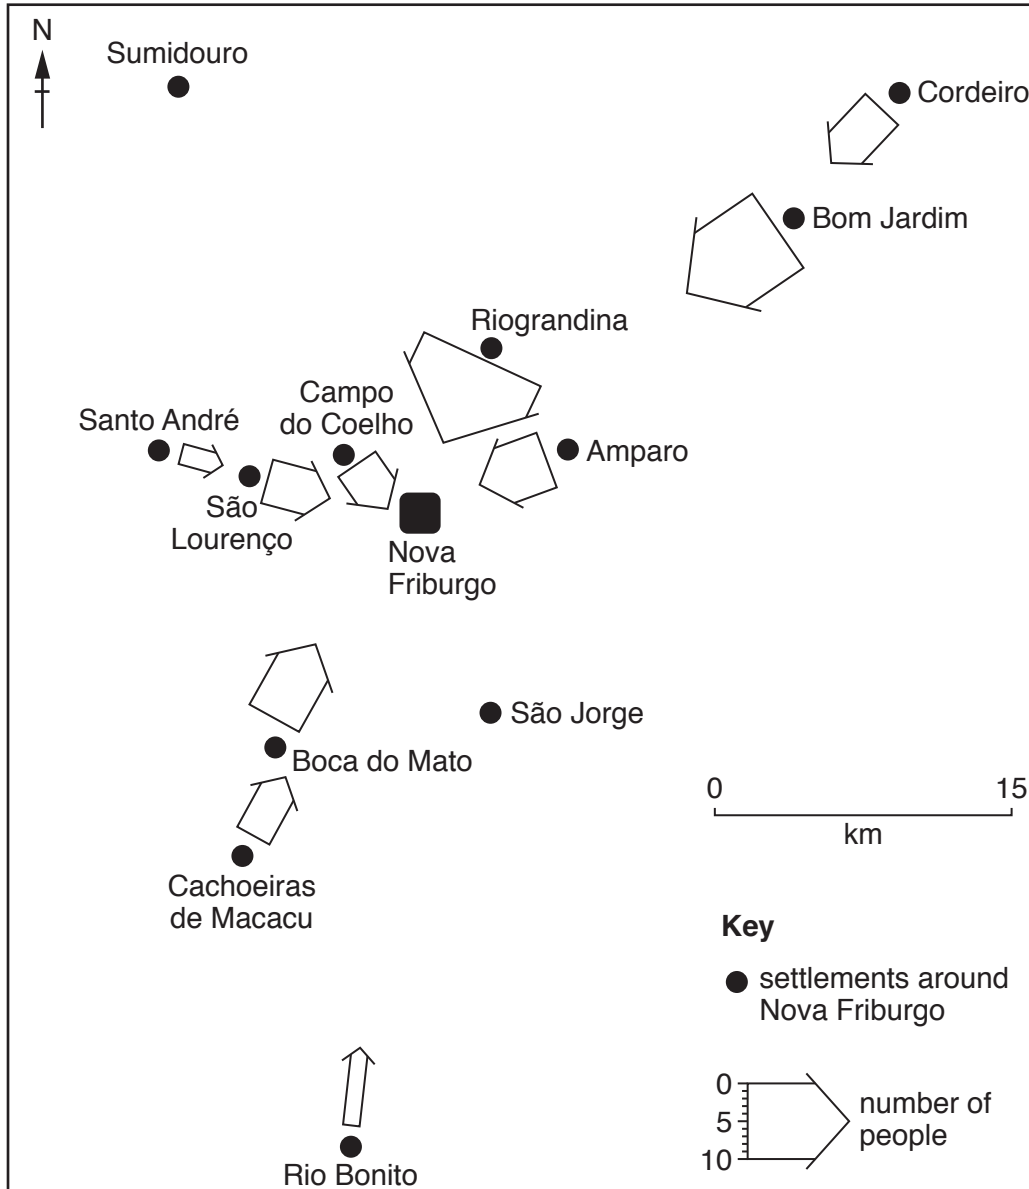 N
Sumidouro
Cordeiro
Bom Jardim
Riograndina
Campo
do Coelho
Santo André
Amparo
São
Lourenço
Nova
Friburgo
São Jorge
Boca do Mato
0 15
km
Cachoeiras
de Macacu
Key
settlements around
Nova Friburgo
0
5
10
number of
people
Rio Bonito